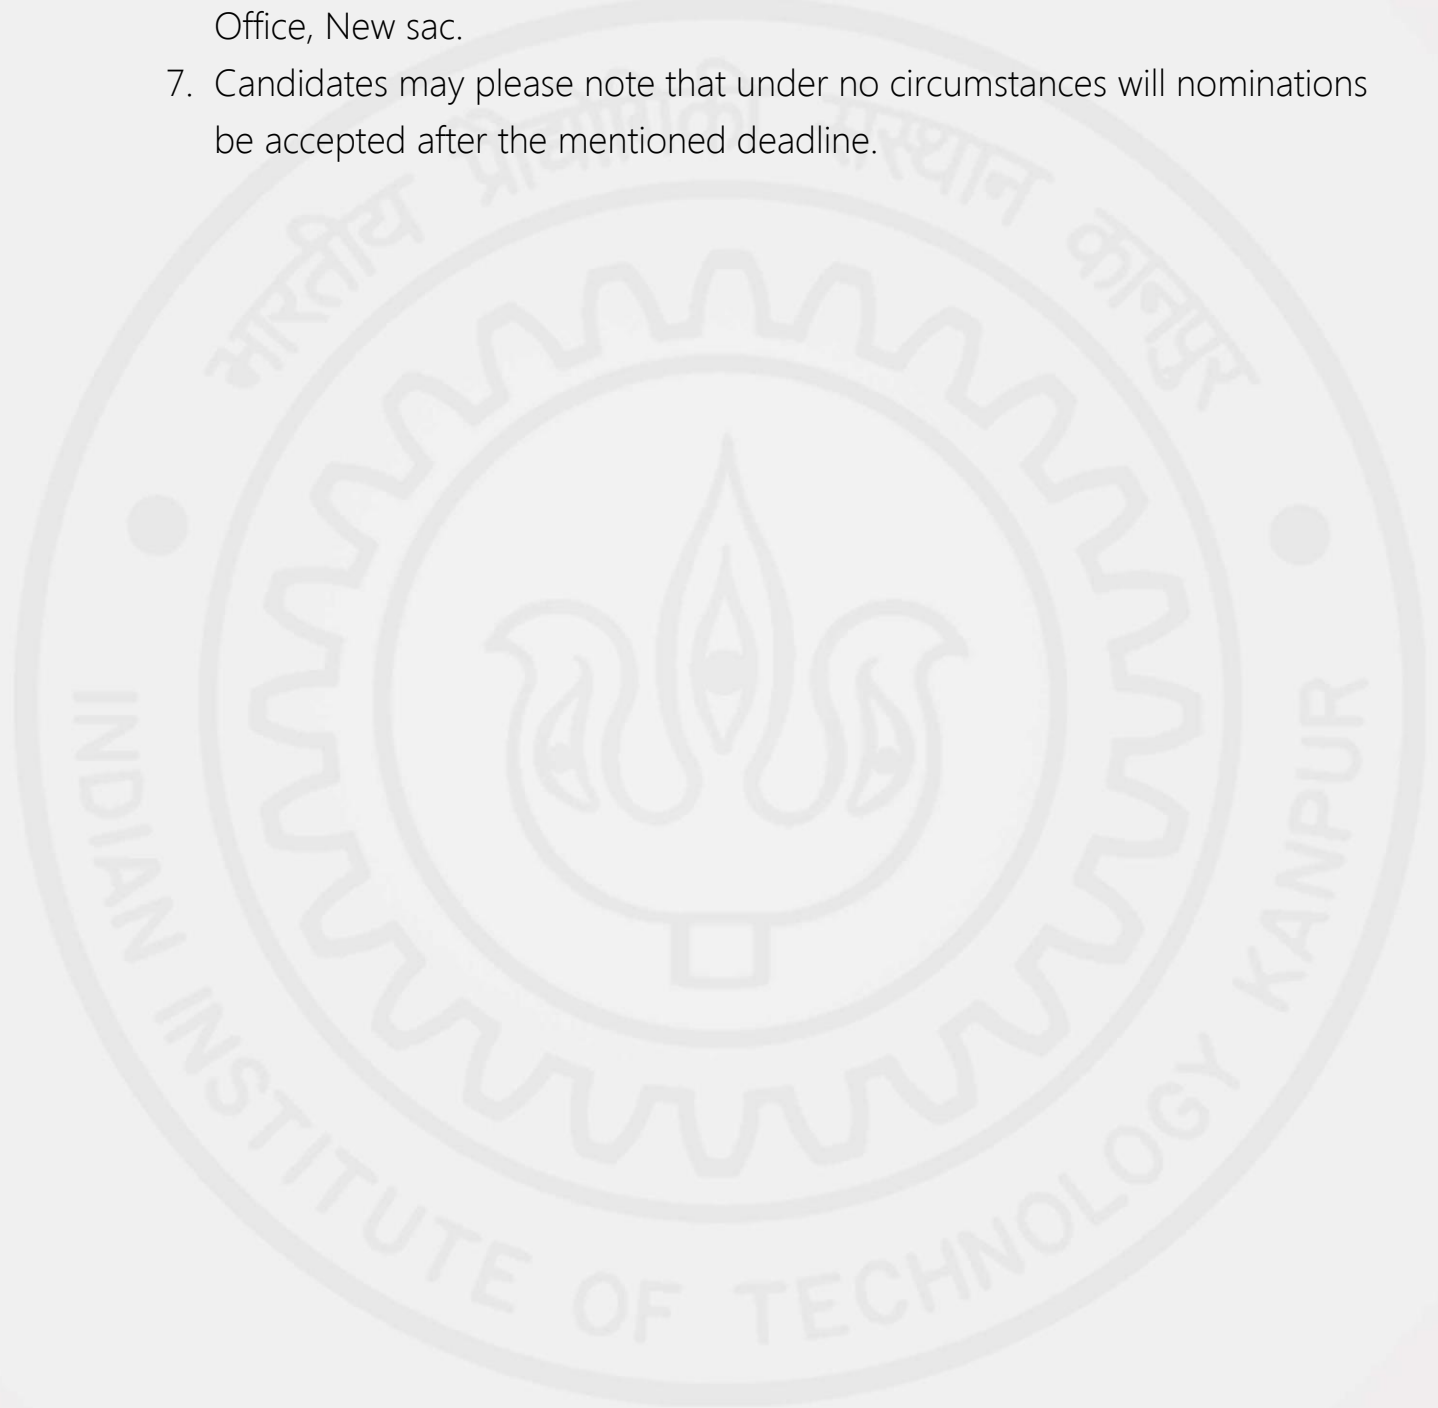 Office, New sac.
7. Candidates may please note that under no circumstances will nominations
be accepted after the mentioned deadline.
भारतीय प्रौद्योगिकी संस्थान कानपुर
INDIAN INSTITUTE OF TECHNOLOGY KANPUR